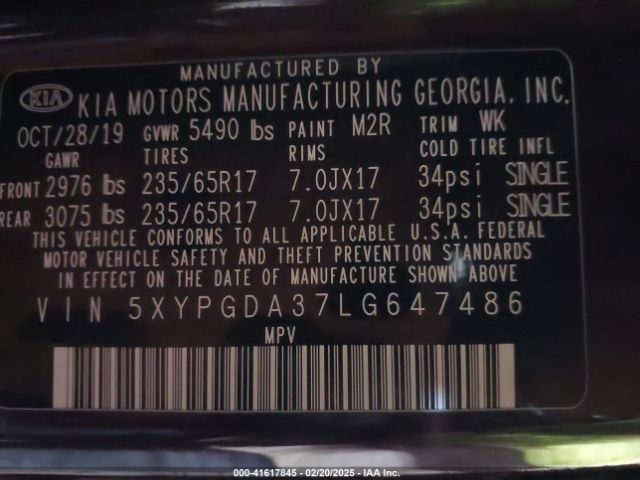 MANUFACTURED BY
KIA KIA MOTORS MANUFACTURING GEORGIA, INC.
OCT/28/19 GVWR 5490 lbs PAINT M2R TRIM WK
GAWR TIRES RIMS COLD TIRE INFL
FRONT 2976 lbs 235/65R17 7.0JX17 34psi SINGLE
REAR 3075 lbs 235/65R17 7.0JX17 34psi SINGLE
THIS VEHICLE CONFORMS TO ALL APPLICABLE U.S.A. FEDERAL
MOTOR VEHICLE SAFETY AND THEFT PREVENTION STANDARDS
IN EFFECT ON THE DATE OF MANUFACTURE SHOWN ABOVE
VIN 5XYPGDA37LG647486
MPV
000-41617845 - 02/20/2025 - IAA Inc.